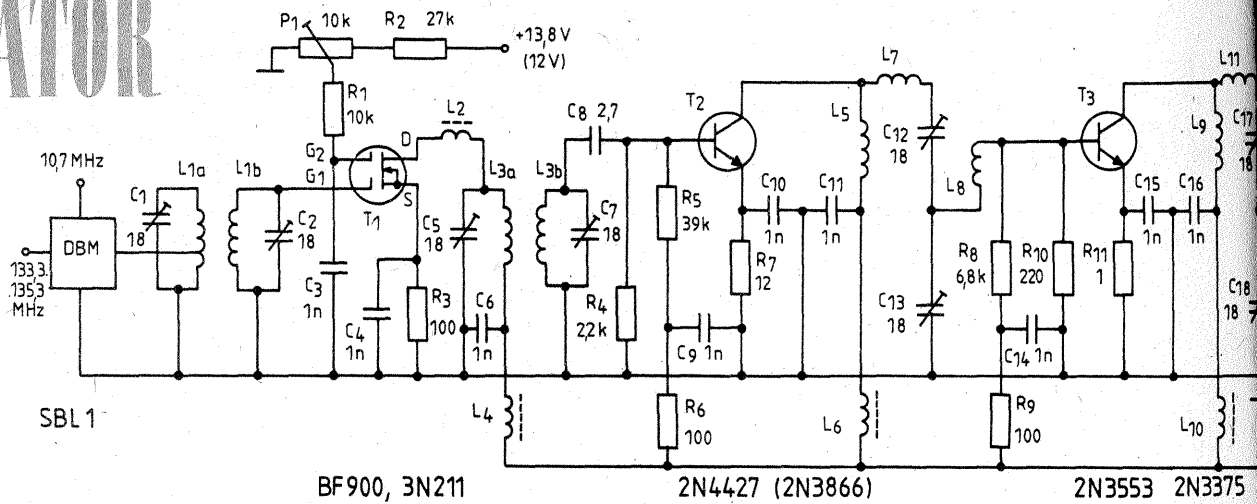 ATOR
P1 10k R2 27k
+13,8V
(12V)
R1
10k
L2
D
G2
G1
S
T1
10,7 MHz
C1
18
L1a
L1b
C2
18
DBM
133,3..
.135,3
MHz
C3
1n
C4
1n
R3
100
C5
18
L3a
C6
1n
L3b
C7
18
C8 2,7
T2
R5
39k
R4
2,2k
C9 1n
R7
12
C10
1n
C11
1n
L5
L7
C12
18
C13
18
L8
T3
R8
6,8k
R10
220
C14 1n
R11
1
C15
1n
C16
1n
L9
L11
C17
18
C18
18
L4
R6
100
L6
R9
100
L10
SBL1
BF900, 3N211
2N4427 (2N3866)
2N3553 2N3375